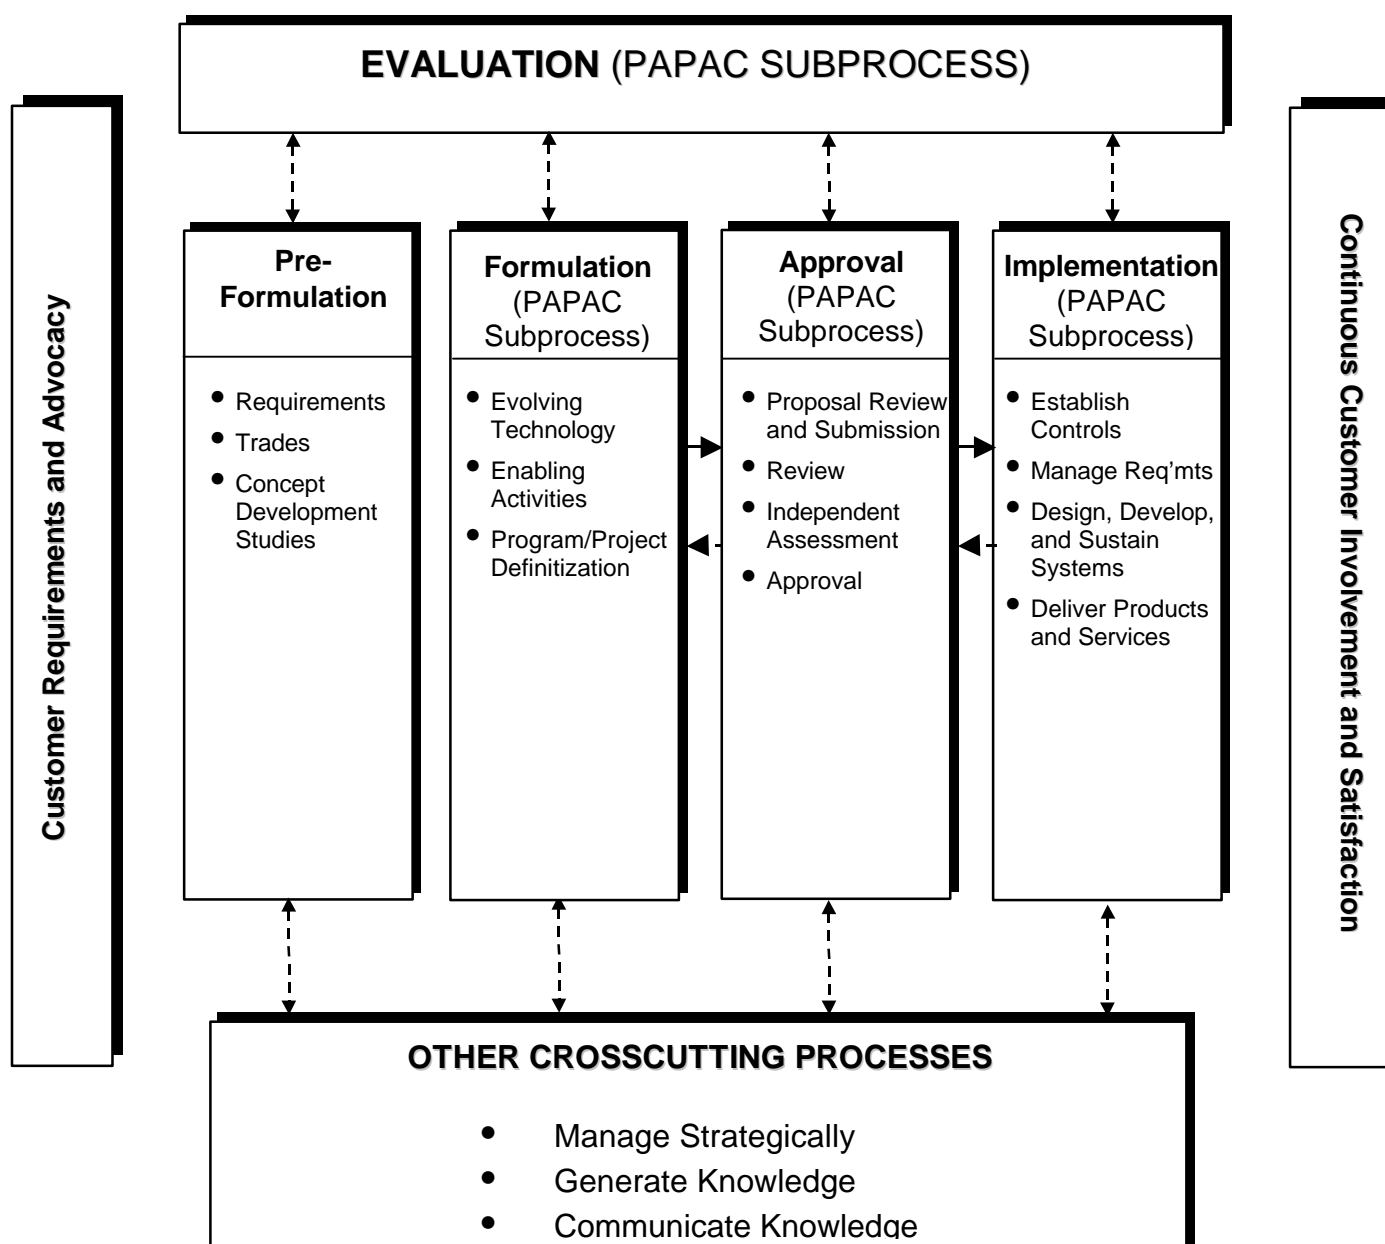 EVALUATION (PAPAC SUBPROCESS)
Customer Requirements and Advocacy
Pre-
Formulation
• Requirements
• Trades
• Concept
Development
Studies
Formulation
(PAPAC
Subprocess)
• Evolving
Technology
• Enabling
Activities
• Program/Project
Definitization
Approval
(PAPAC
Subprocess)
• Proposal Review
and Submission
• Review
• Independent
Assessment
• Approval
Implementation
(PAPAC
Subprocess)
• Establish
Controls
• Manage Req'mts
• Design, Develop,
and Sustain
Systems
• Deliver Products
and Services
Continuous Customer Involvement and Satisfaction
OTHER CROSSCUTTING PROCESSES
• Manage Strategically
• Generate Knowledge
• Communicate Knowledge